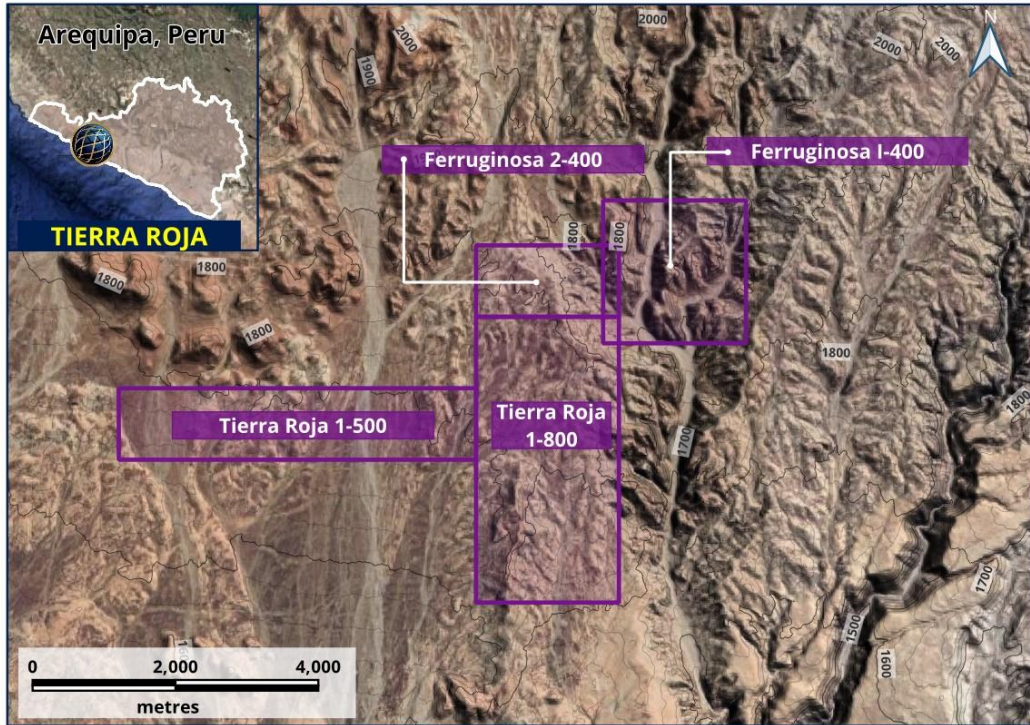 Arequipa, Peru
TIERRA ROJA
N
2000
2000
1900
2000
2000
Ferruginosa 2-400
Ferruginosa I-400
1800
1800
1800
1800
1800
1800
1800
Tierra Roja 1-500
Tierra Roja
1-800
1700
1700
1500
1600
0 2,000 4,000
metres